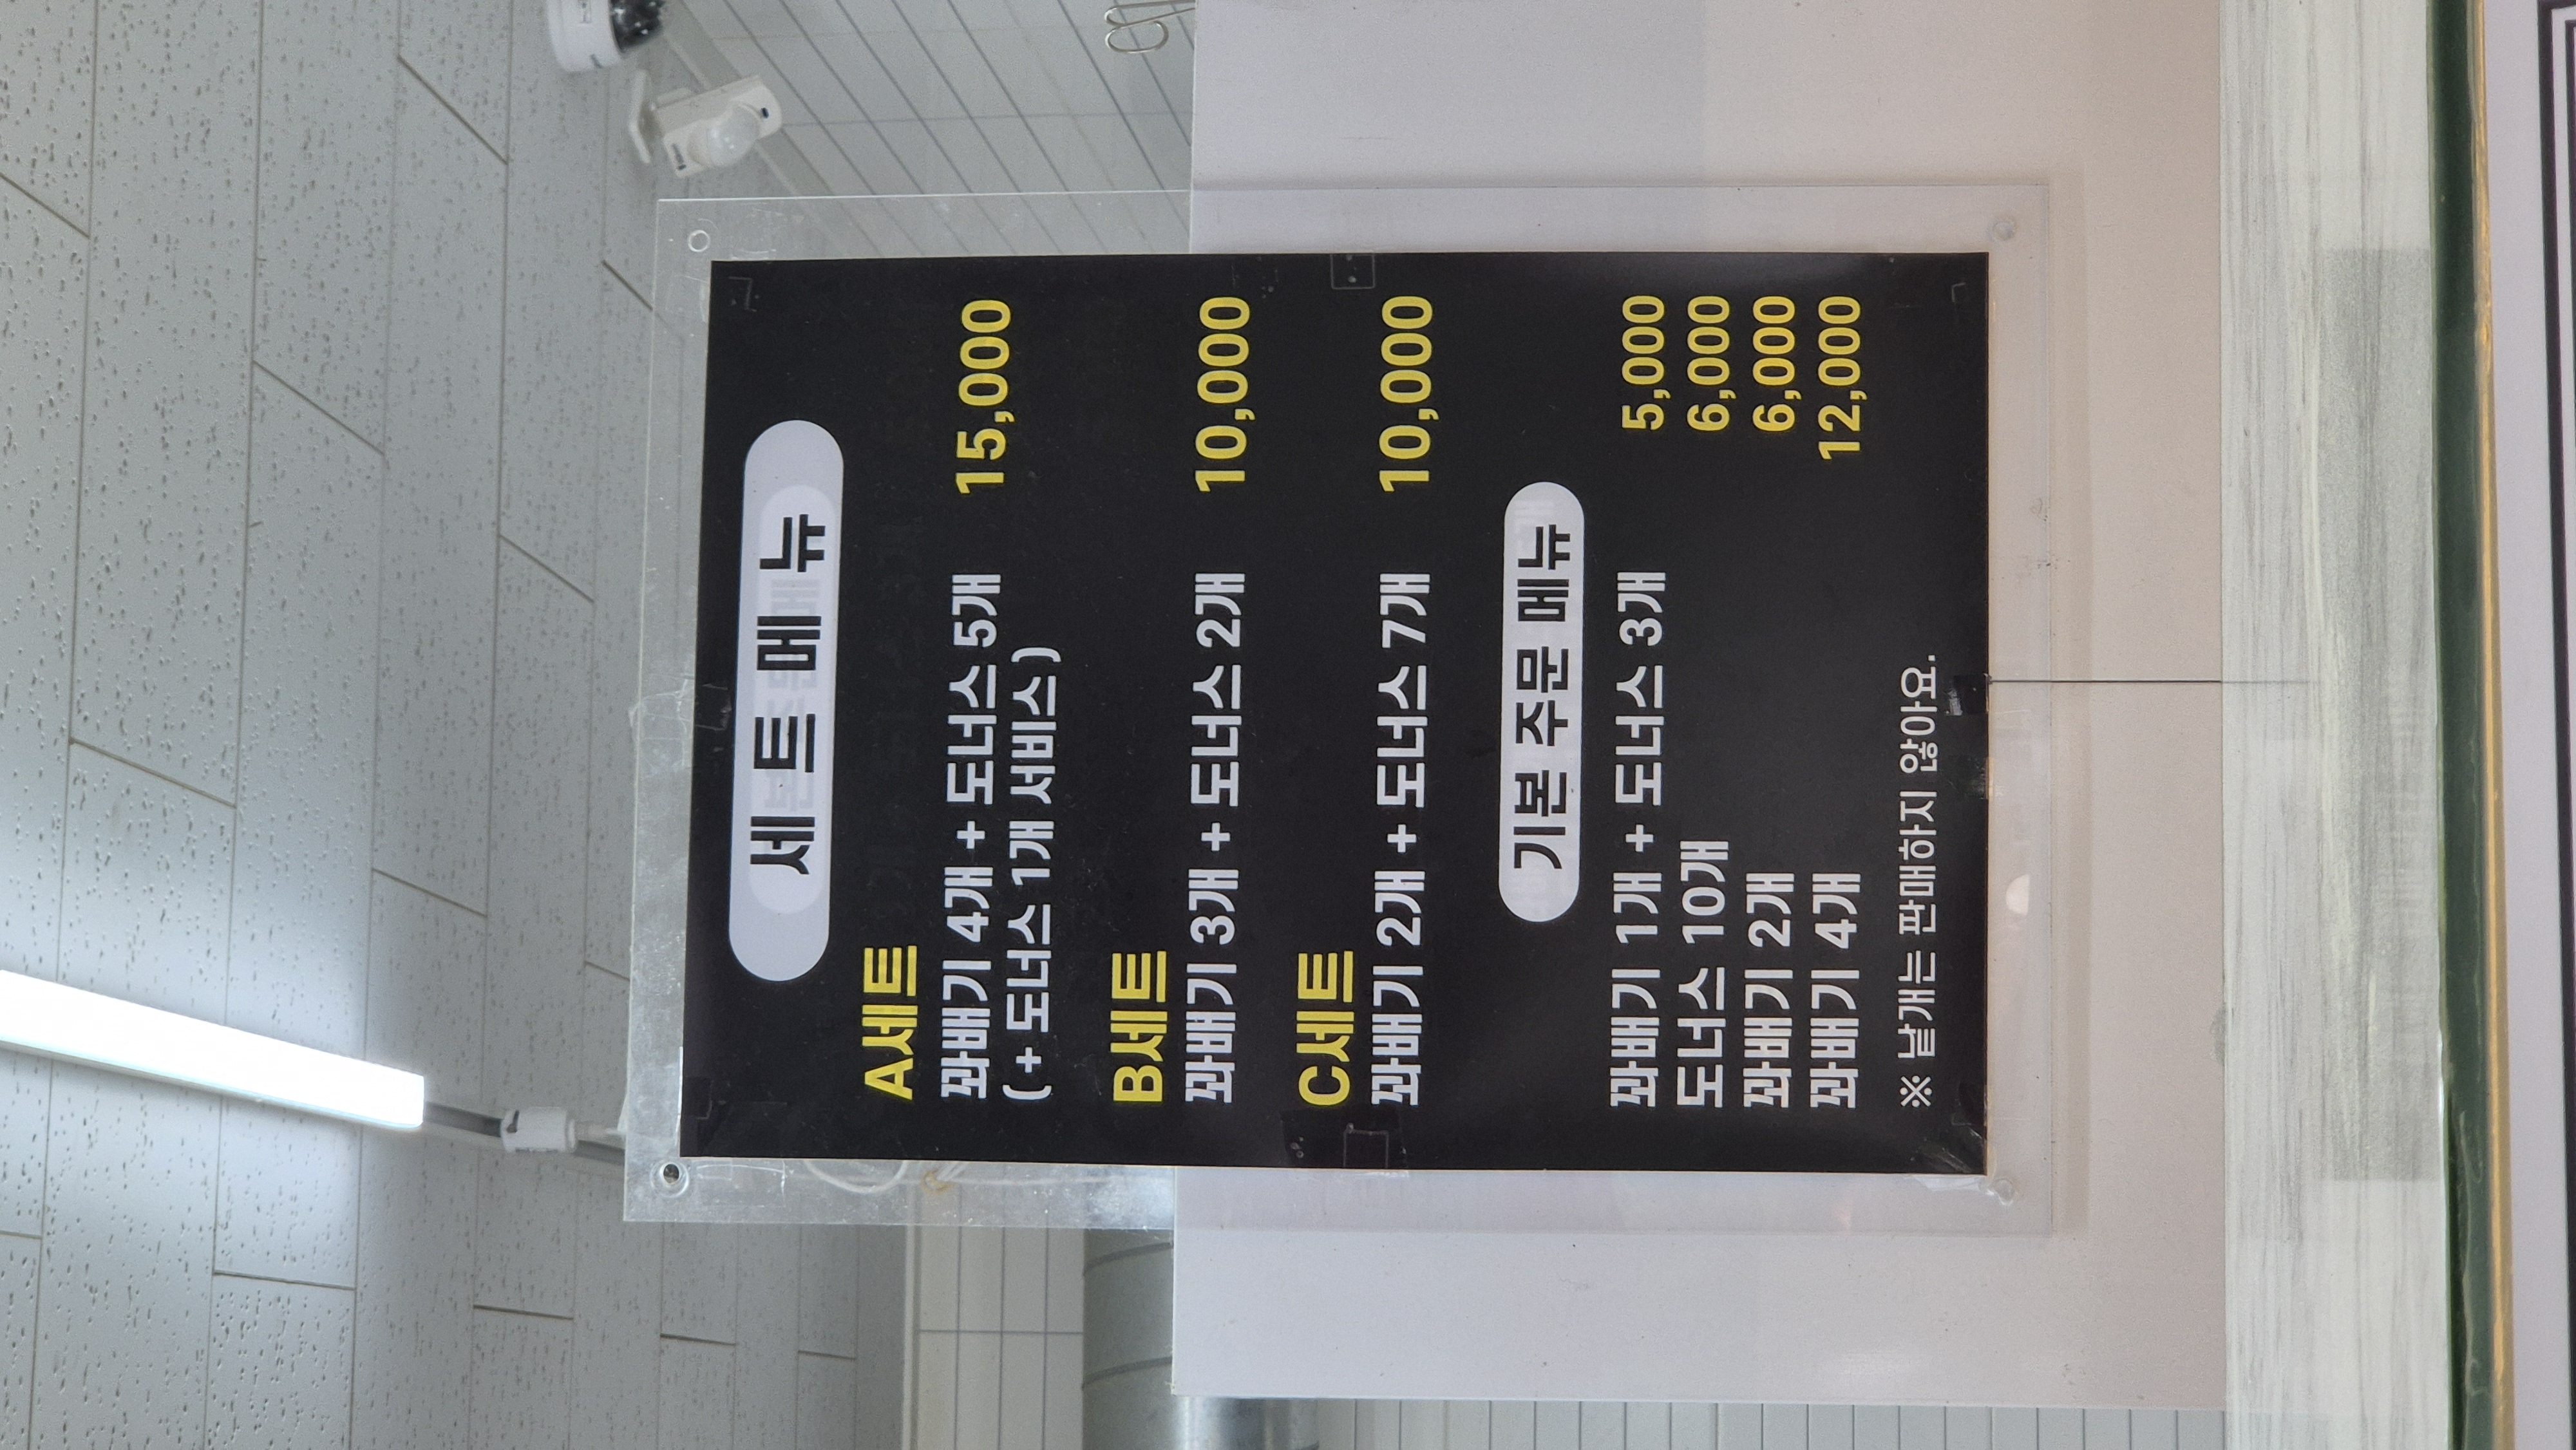 세트 메뉴
A세트
꽈배기 4개 + 도너스 5개 15,000
(+ 도너스 1개 서비스)
B세트
꽈배기 3개 + 도너스 2개 10,000
C세트
꽈배기 2개 + 도너스 7개 10,000
기본 주문 메뉴
꽈배기 1개 + 도너스 3개 5,000
도너스 10개 6,000
꽈배기 2개 6,000
꽈배기 4개 12,000
※ 낱개는 판매하지 않아요.